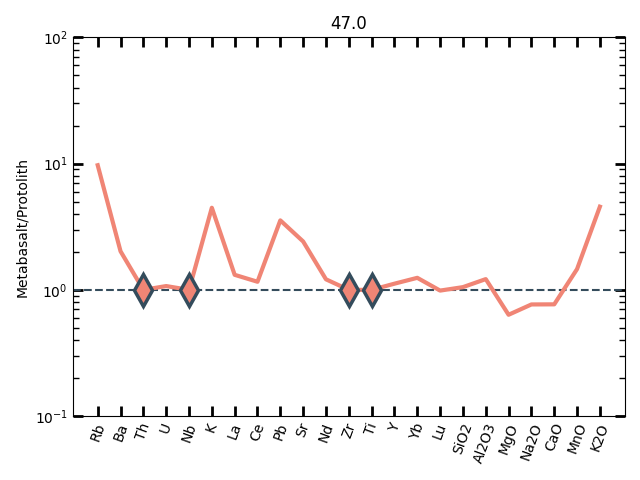 47.0
10²
10¹
10⁰
10⁻¹
Metabasalt/Protolith
Rb Ba Th U Nb K La Ce Pb Sr Nd Zr Ti Y Yb Lu SiO2 Al2O3 MgO Na2O CaO MnO K2O